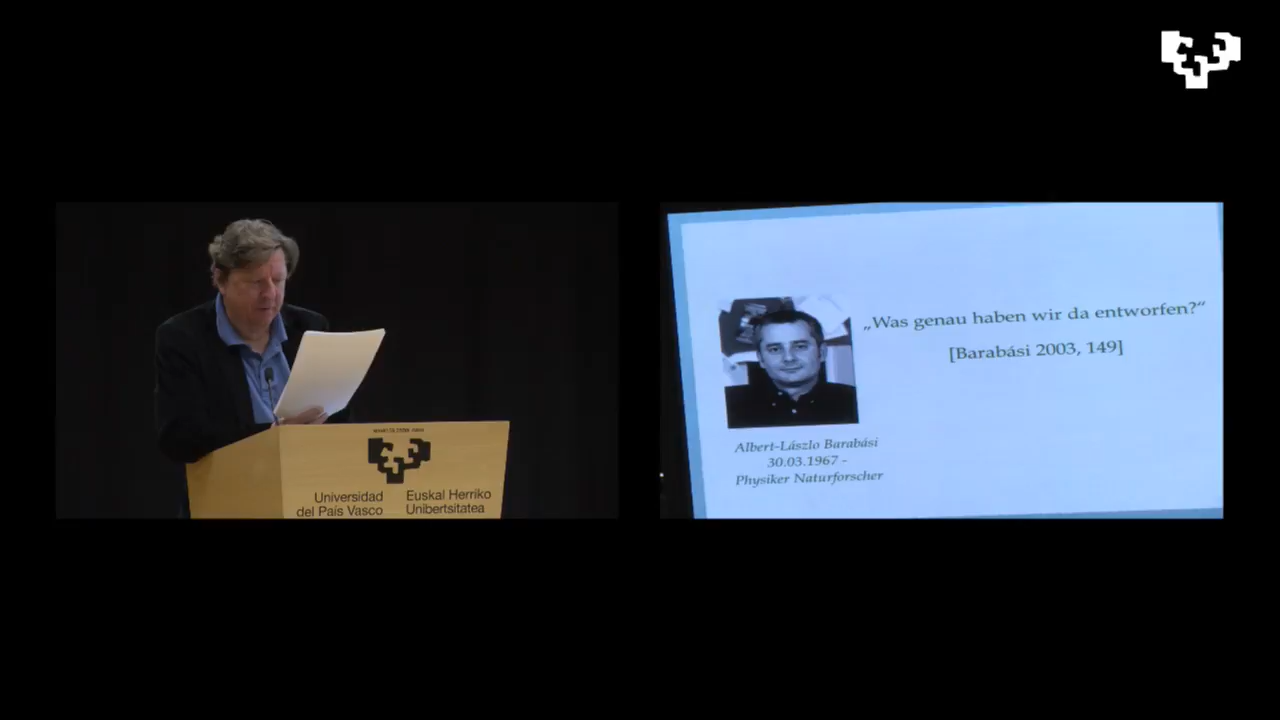 Universidad
del País Vasco
Euskal Herriko
Unibertsitatea
„Was genau haben wir da entworfen?“
[Barabási 2003, 149]
Albert-Lászlo Barabási
30.03.1967 -
Physiker Naturforscher